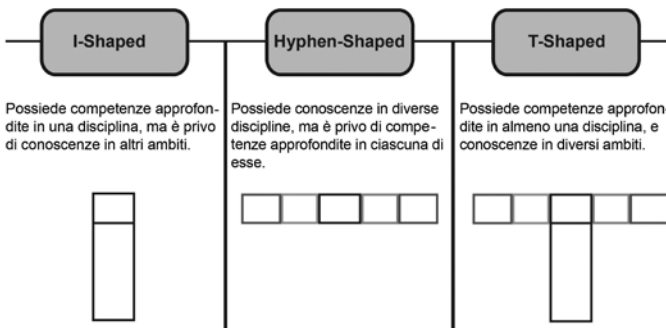 I-Shaped
Possiede competenze approfon-
dite in una disciplina, ma è privo
di conoscenze in altri ambiti.
Hyphen-Shaped
Possiede conoscenze in diverse
discipline, ma è privo di compe-
tenze approfondite in ciascuna di
esse.
T-Shaped
Possiede competenze approfon-
dite in almeno una disciplina, e
conoscenze in diversi ambiti.